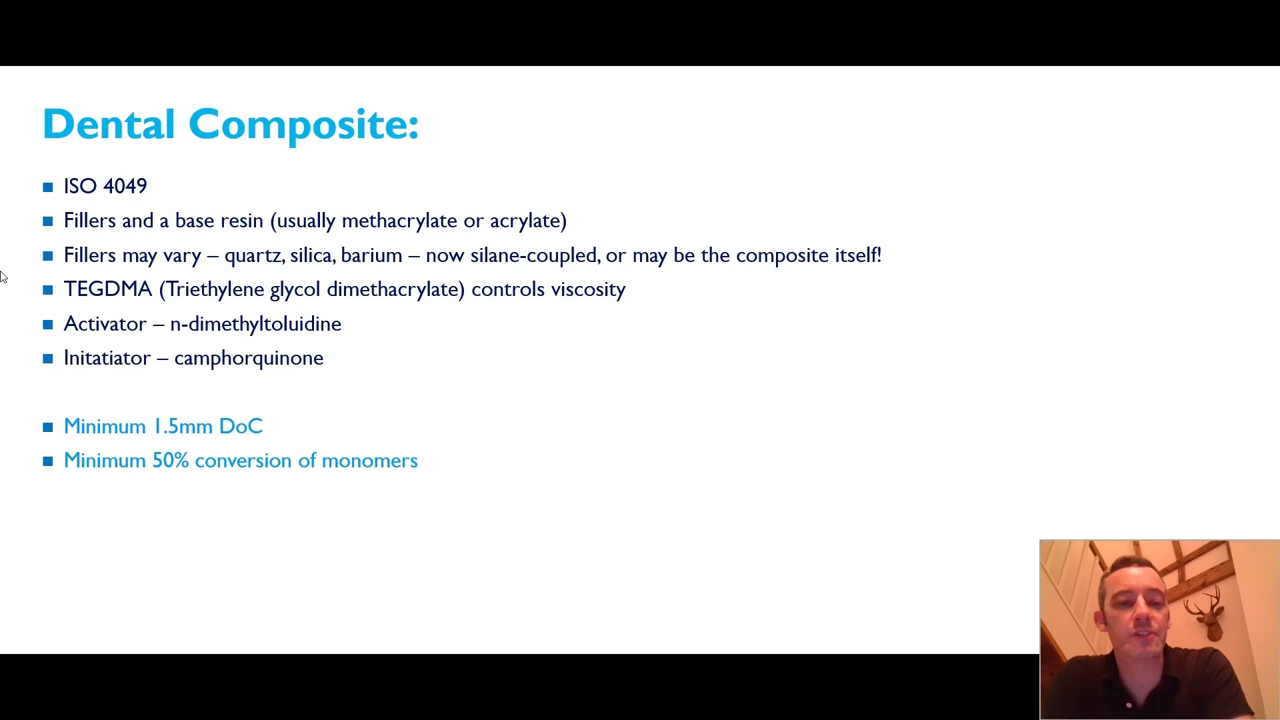 Dental Composite:
ISO 4049
Fillers and a base resin (usually methacrylate or acrylate)
Fillers may vary – quartz, silica, barium – now silane-coupled, or may be the composite itself!
TEGDMA (Triethylene glycol dimethacrylate) controls viscosity
Activator – n-dimethyltoluidine
Initatiator – camphorquinone
Minimum 1.5mm DoC
Minimum 50% conversion of monomers